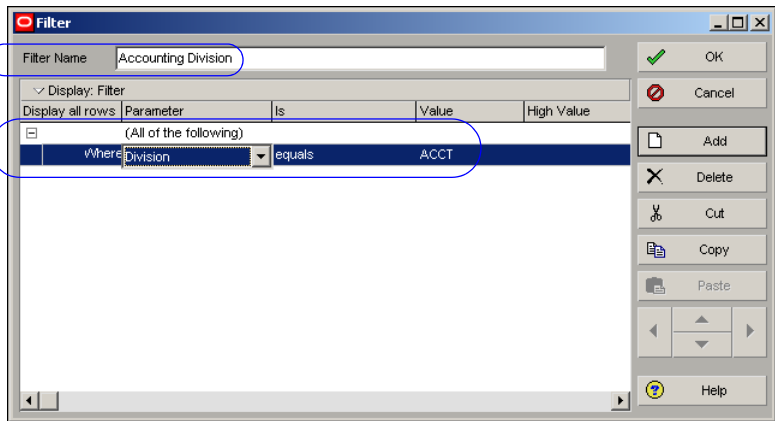 Filter
Filter Name Accounting Division
OK
Display: Filter
Cancel
Display all rows Parameter Is Value High Value
(All of the following)
Add
Where Division equals ACCT
Delete
Cut
Copy
Paste
Help